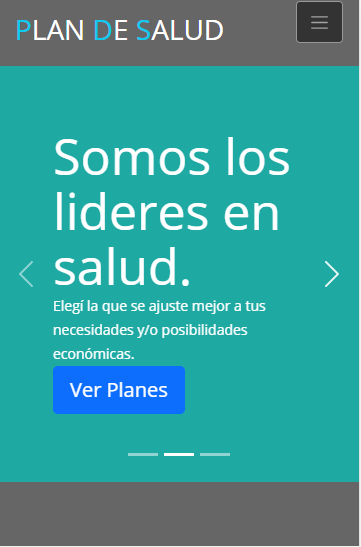 PLAN DE SALUD
Somos los
lideres en
salud.
Elegí la que se ajuste mejor a tus
necesidades y/o posibilidades
económicas.
Ver Planes